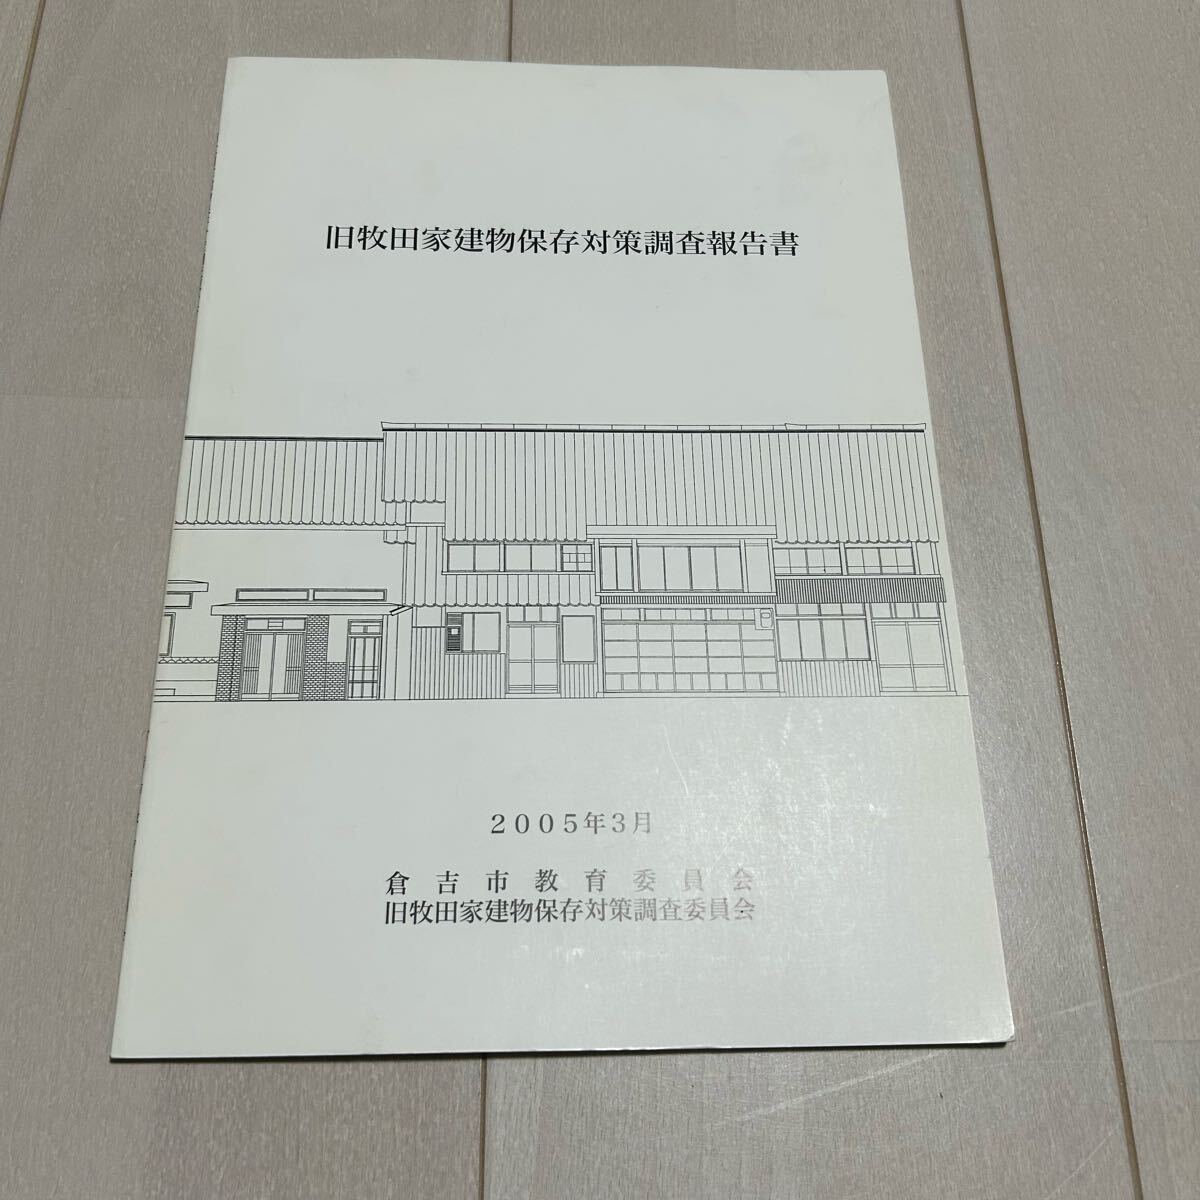 旧牧田家建物保存対策調査報告書
２００５年３月
倉吉市教育委員会
旧牧田家建物保存対策調査委員会